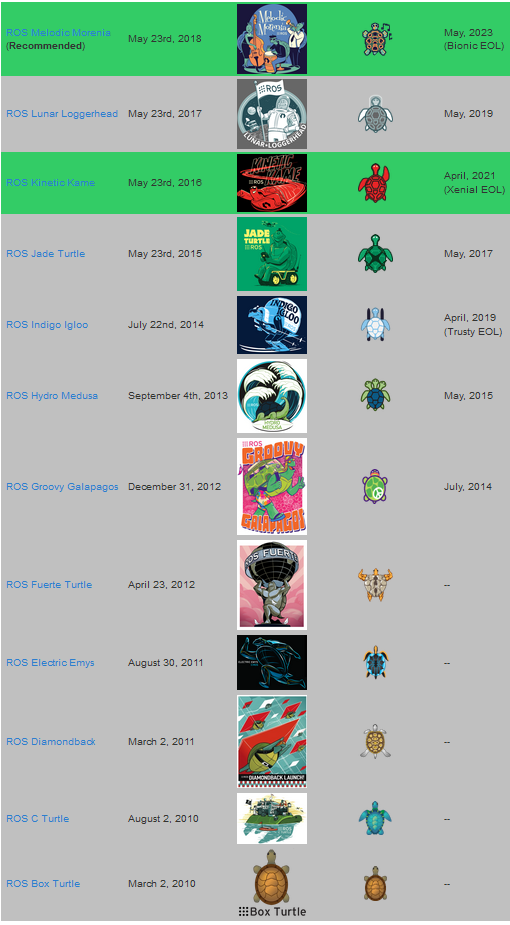 ROS Melodic Morenia
(Recommended)
May 23rd, 2018
Melodic
Morenia
May, 2023
(Bionic EOL)
ROS Lunar Loggerhead
May 23rd, 2017
ROS
LUNAR•LOGGERHEAD
May, 2019
ROS Kinetic Kame
May 23rd, 2016
KINETIC
KAME
ROS
April, 2021
(Xenial EOL)
ROS Jade Turtle
May 23rd, 2015
JADE
TURTLE
ROS
May, 2017
ROS Indigo Igloo
July 22nd, 2014
INDIGO
IGLOO
April, 2019
(Trusty EOL)
ROS Hydro Medusa
September 4th, 2013
HYDRO
MEDUSA
May, 2015
ROS Groovy Galapagos
December 31, 2012
ROS
GROOVY
GALAPAGOS
July, 2014
ROS Fuerte Turtle
April 23, 2012
ROS FUERTE
--
ROS Electric Emys
August 30, 2011
ELECTRIC EMYS
--
ROS Diamondback
March 2, 2011
DIAMONDBACK LAUNCH!
--
ROS C Turtle
August 2, 2010
ROS
--
ROS Box Turtle
March 2, 2010
Box Turtle
--